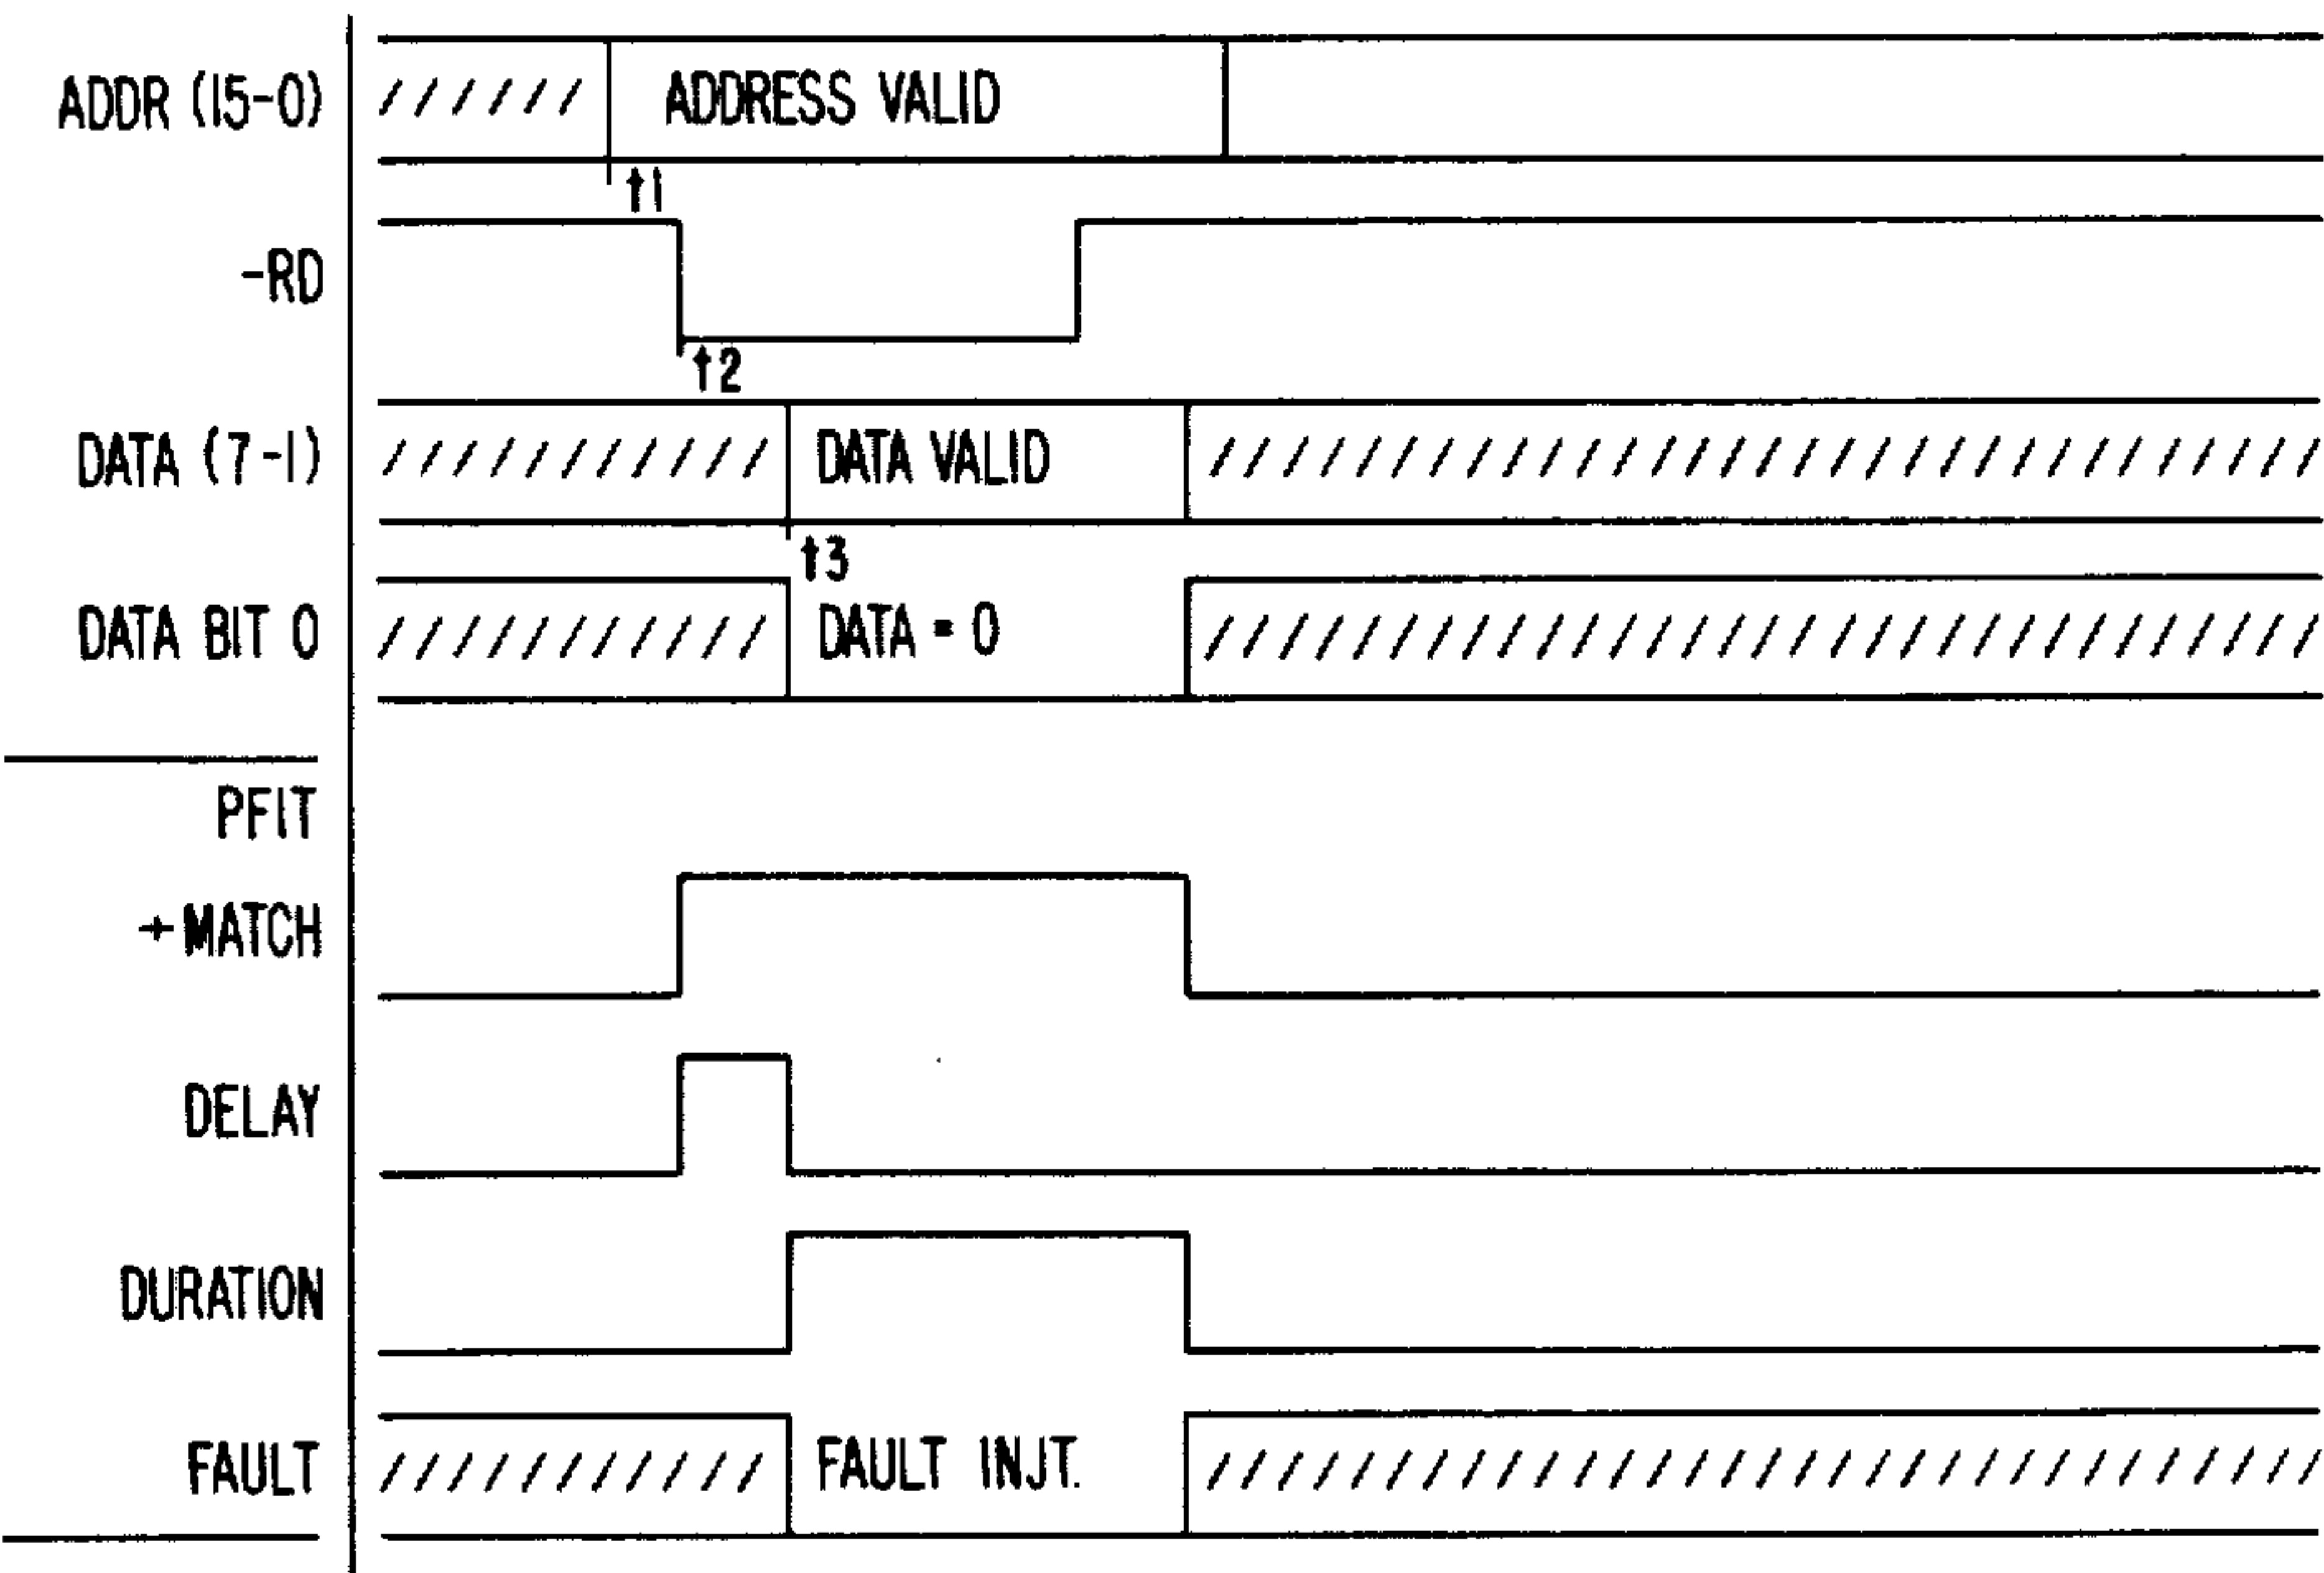 ADDR (15-0) ADDRESS VALID
t1
-RD
t2
DATA (7-1) DATA VALID
t3
DATA BIT 0 DATA = 0
PFIT
+MATCH
DELAY
DURATION
FAULT FAULT INJT.